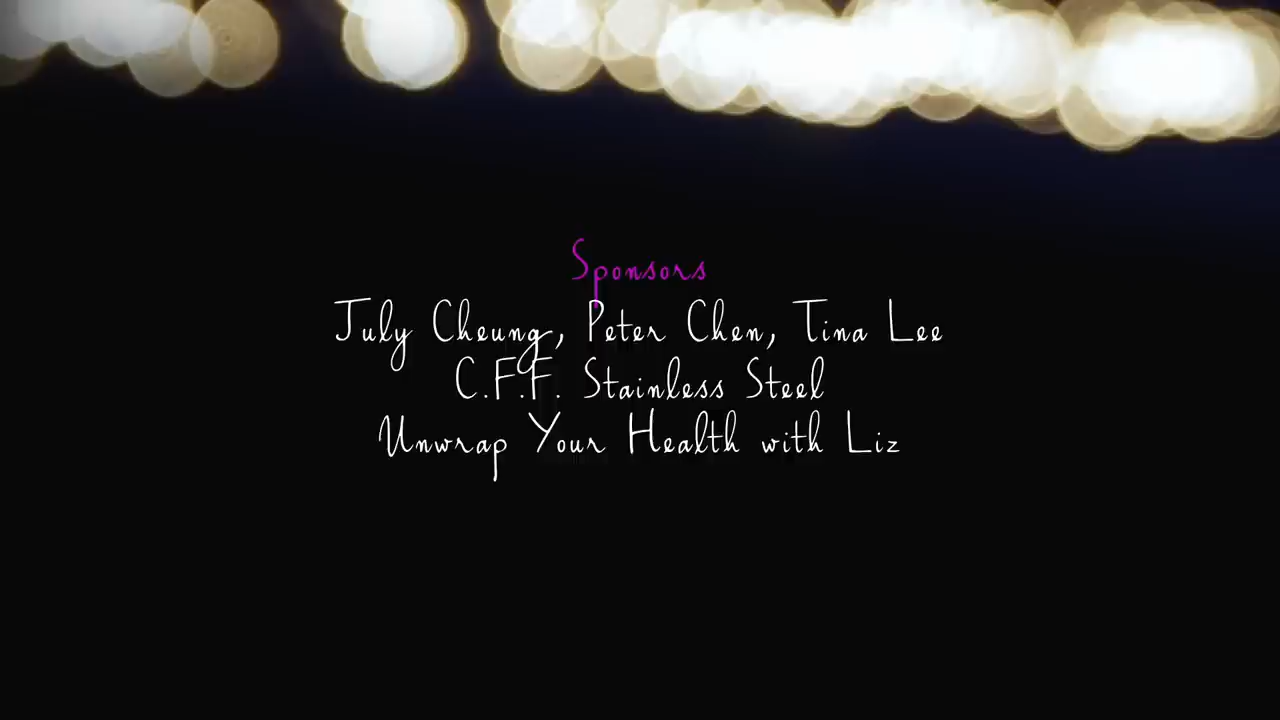 Sponsors
July Cheung, Peter Chen, Tina Lee
C.F.F. Stainless Steel
Unwrap Your Health with Liz